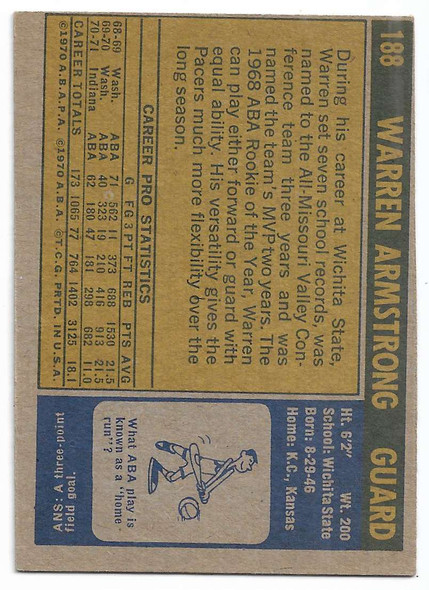 188 WARREN ARMSTRONG GUARD
During his career at Wichita State,
Warren set seven school records, was
named to the All-Missouri Valley Con-
ference team three years and was
named the team's MVP two years. The
1968 ABA Rookie of the Year, Warren
can play either forward or guard with
equal ability. His versatility gives the
Pacers much more flexibility over the
long season.
CAREER PRO STATISTICS
G FG 3PT FT REB PTS AVG
68-69 Wash. ABA 71 562 11 373 688 1530 21.5
69-70 Wash. ABA 40 323 19 210 416 913 21.5
70-71 Indiana ABA 62 180 47 181 298 682 11.0
CAREER TOTALS 173 1065 77 764 1402 3125 18.1
©1970 A.B.A.P.A. ©1970 A.B.A. ©T.C.G. PRTD. IN U.S.A.
Ht. 6'2" Wt. 200
School: Wichita State
Born: 8-29-46
Home: K.C., Kansas
What ABA play is
known as a "home
run"?
ANS: A three-point
field goal.